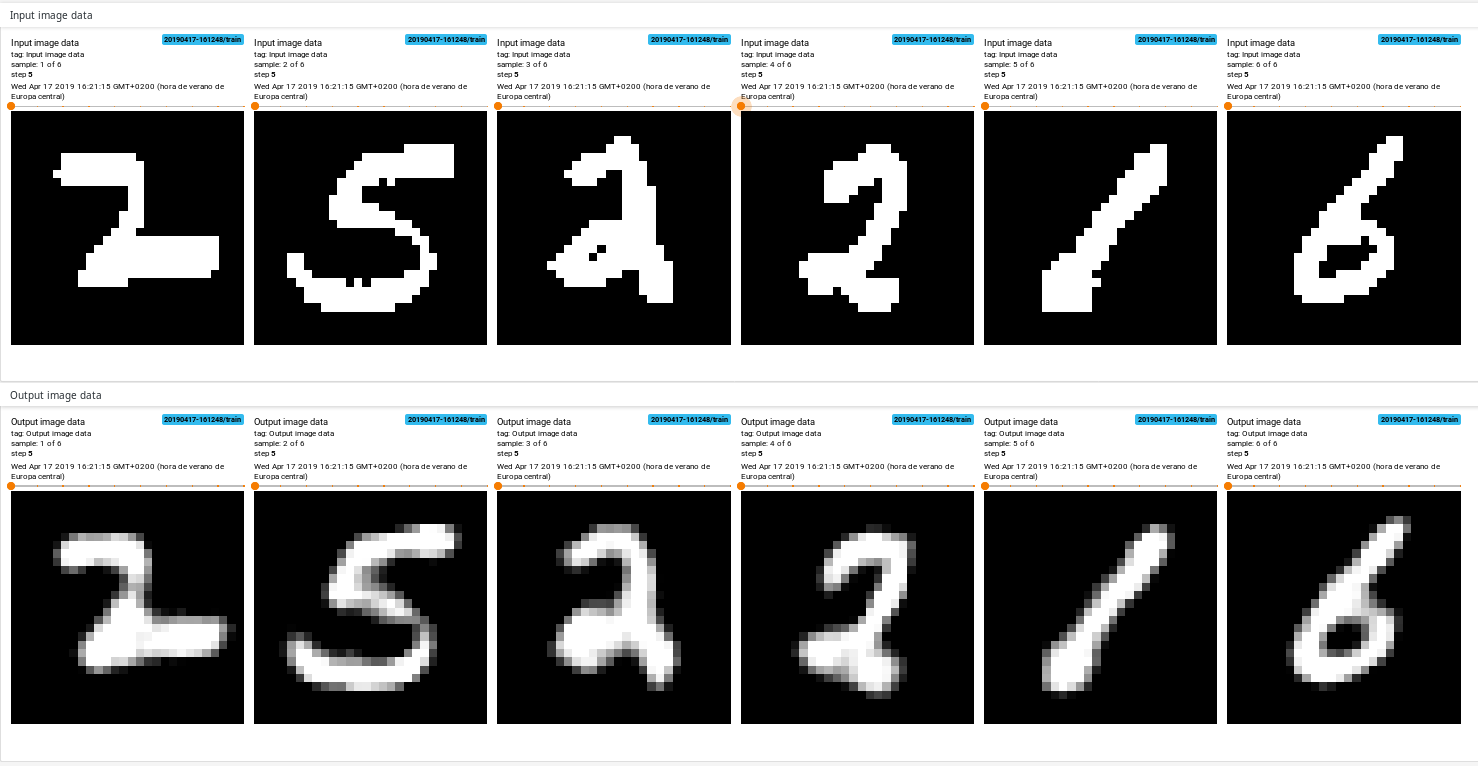 Input image data
Input image data 20190417-161248/train
tag: Input image data
sample: 1 of 6
step 5
Wed Apr 17 2019 16:21:15 GMT+0200 (hora de verano de
Europa central)
Input image data 20190417-161248/train
tag: Input image data
sample: 2 of 6
step 5
Wed Apr 17 2019 16:21:15 GMT+0200 (hora de verano de
Europa central)
Input image data 20190417-161248/train
tag: Input image data
sample: 3 of 6
step 5
Wed Apr 17 2019 16:21:15 GMT+0200 (hora de verano de
Europa central)
Input image data 20190417-161248/train
tag: Input image data
sample: 4 of 6
step 5
Wed Apr 17 2019 16:21:15 GMT+0200 (hora de verano de
Europa central)
Input image data 20190417-161248/train
tag: Input image data
sample: 5 of 6
step 5
Wed Apr 17 2019 16:21:15 GMT+0200 (hora de verano de
Europa central)
Input image data 20190417-161248/train
tag: Input image data
sample: 6 of 6
step 5
Wed Apr 17 2019 16:21:15 GMT+0200 (hora de verano de
Europa central)
2 5 2 2 1 6
Output image data
Output image data 20190417-161248/train
tag: Output image data
sample: 1 of 6
step 5
Wed Apr 17 2019 16:21:15 GMT+0200 (hora de verano de
Europa central)
Output image data 20190417-161248/train
tag: Output image data
sample: 2 of 6
step 5
Wed Apr 17 2019 16:21:15 GMT+0200 (hora de verano de
Europa central)
Output image data 20190417-161248/train
tag: Output image data
sample: 3 of 6
step 5
Wed Apr 17 2019 16:21:15 GMT+0200 (hora de verano de
Europa central)
Output image data 20190417-161248/train
tag: Output image data
sample: 4 of 6
step 5
Wed Apr 17 2019 16:21:15 GMT+0200 (hora de verano de
Europa central)
Output image data 20190417-161248/train
tag: Output image data
sample: 5 of 6
step 5
Wed Apr 17 2019 16:21:15 GMT+0200 (hora de verano de
Europa central)
Output image data 20190417-161248/train
tag: Output image data
sample: 6 of 6
step 5
Wed Apr 17 2019 16:21:15 GMT+0200 (hora de verano de
Europa central)
2 5 2 2 1 6